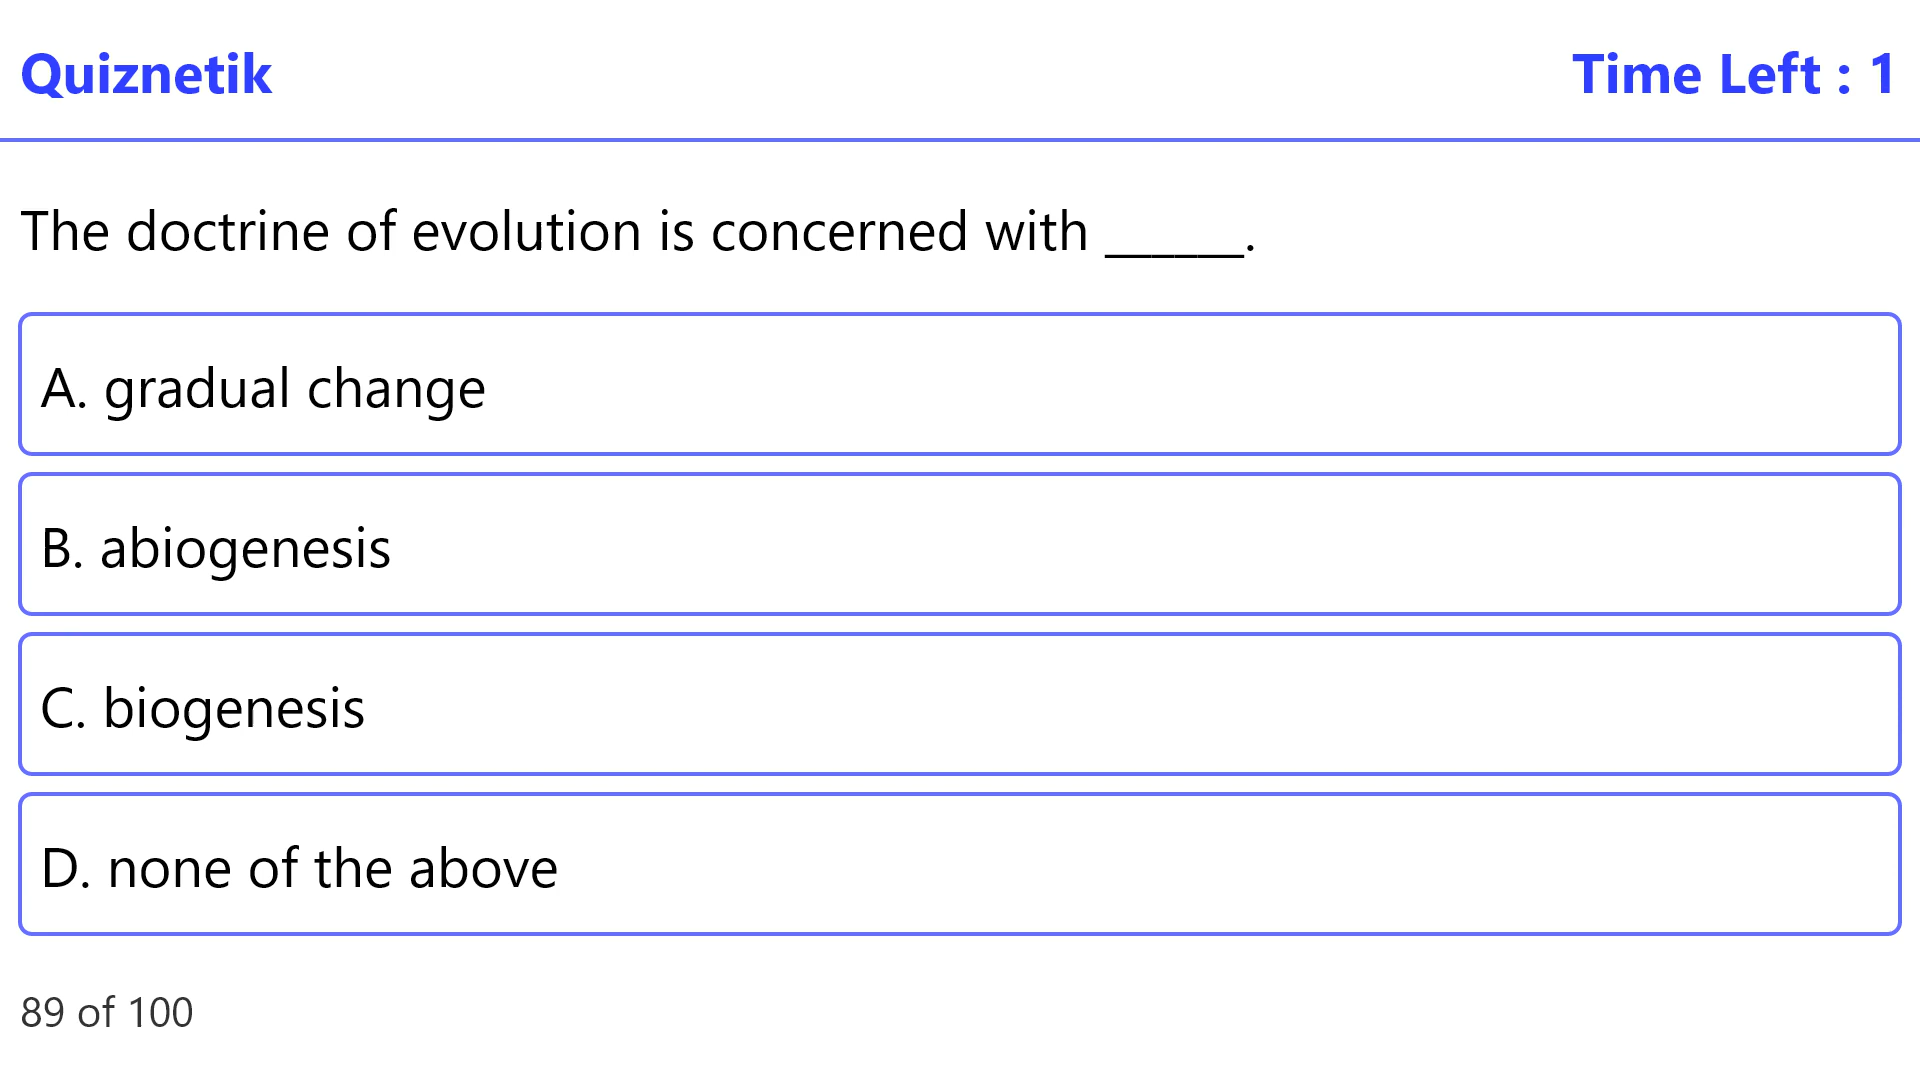 Quiznetik
Time Left : 1
The doctrine of evolution is concerned with ______.
A. gradual change
B. abiogenesis
C. biogenesis
D. none of the above
89 of 100